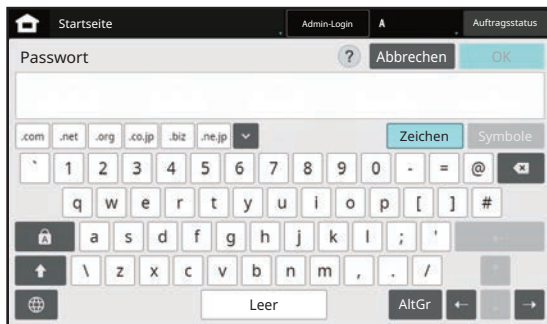 Startseite Admin-Login A Auftragsstatus
Passwort ? Abbrechen OK
.com .net .org .co.jp .biz .ne.jp Zeichen Symbole
` 1 2 3 4 5 6 7 8 9 0 - = @
q w e r t y u i o p [ ] #
A a s d f g h j k l ; '
\ z x c v b n m , . /
Leer AltGr